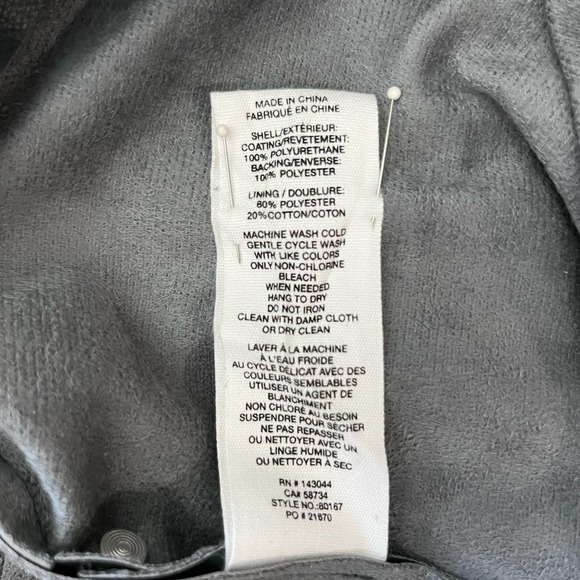 MADE IN CHINA
FABRIQUÉ EN CHINE
SHELL/EXTÉRIEUR:
COATING/REVETEMENT:
100% POLYURETHANE
BACKING/ENVERSE:
100% POLYESTER
LINING / DOUBLURE:
80% POLYESTER
20%COTTON/COTON
MACHINE WASH COLD
GENTLE CYCLE WASH
WITH LIKE COLORS
ONLY NON-CHLORINE
BLEACH
WHEN NEEDED
HANG TO DRY
DO NOT IRON
CLEAN WITH DAMP CLOTH
OR DRY CLEAN
LAVER À LA MACHINE
À L'EAU FROIDE
AU CYCLE DÉLICAT AVEC DES
COULEURS SEMBLABLES
UTILISER UN AGENT DE
BLANCHIMENT
NON CHLORÉ AU BESOIN
SUSPENDRE POUR SÉCHER
NE PAS REPASSER
OU NETTOYER AVEC UN
LINGE HUMIDE
OU NETTOYER À SEC
RN # 143044
CA# 58734
STYLE NO.:80167
PO # 21670